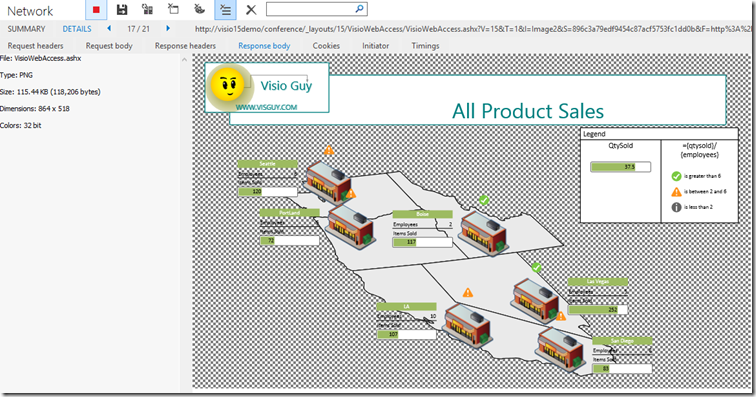 Network
SUMMARY DETAILS 17 / 21 http://visio15demo/conference/_layouts/15/VisioWebAccess/VisioWebAccess.ashx?V=15&T=1&I=Image2&S=896c3a79edf9454c87acf5753fc1dd0b&F=http%3A%2
Request headers Request body Response headers Response body Cookies Initiator Timings
File: VisioWebAccess.ashx
Type: PNG
Size: 115.44 KB (118,206 bytes)
Dimensions: 864 x 518
Colors: 32 bit
Visio Guy
WWW.VISGUY.COM
All Product Sales
Legend
QtySold
={qtysold}/
{employees}
37.5
is greater than 6
is between 2 and 6
is less than 2
Seattle
Employees
Items Sold
120
Portland
Employees
Items Sold
72
Boise
Employees 2
Items Sold
117
Las Vegas
Employees
Items Sold
252
LA
Employees 10
Items Sold
107
San Diego
Employees
Items Sold
83